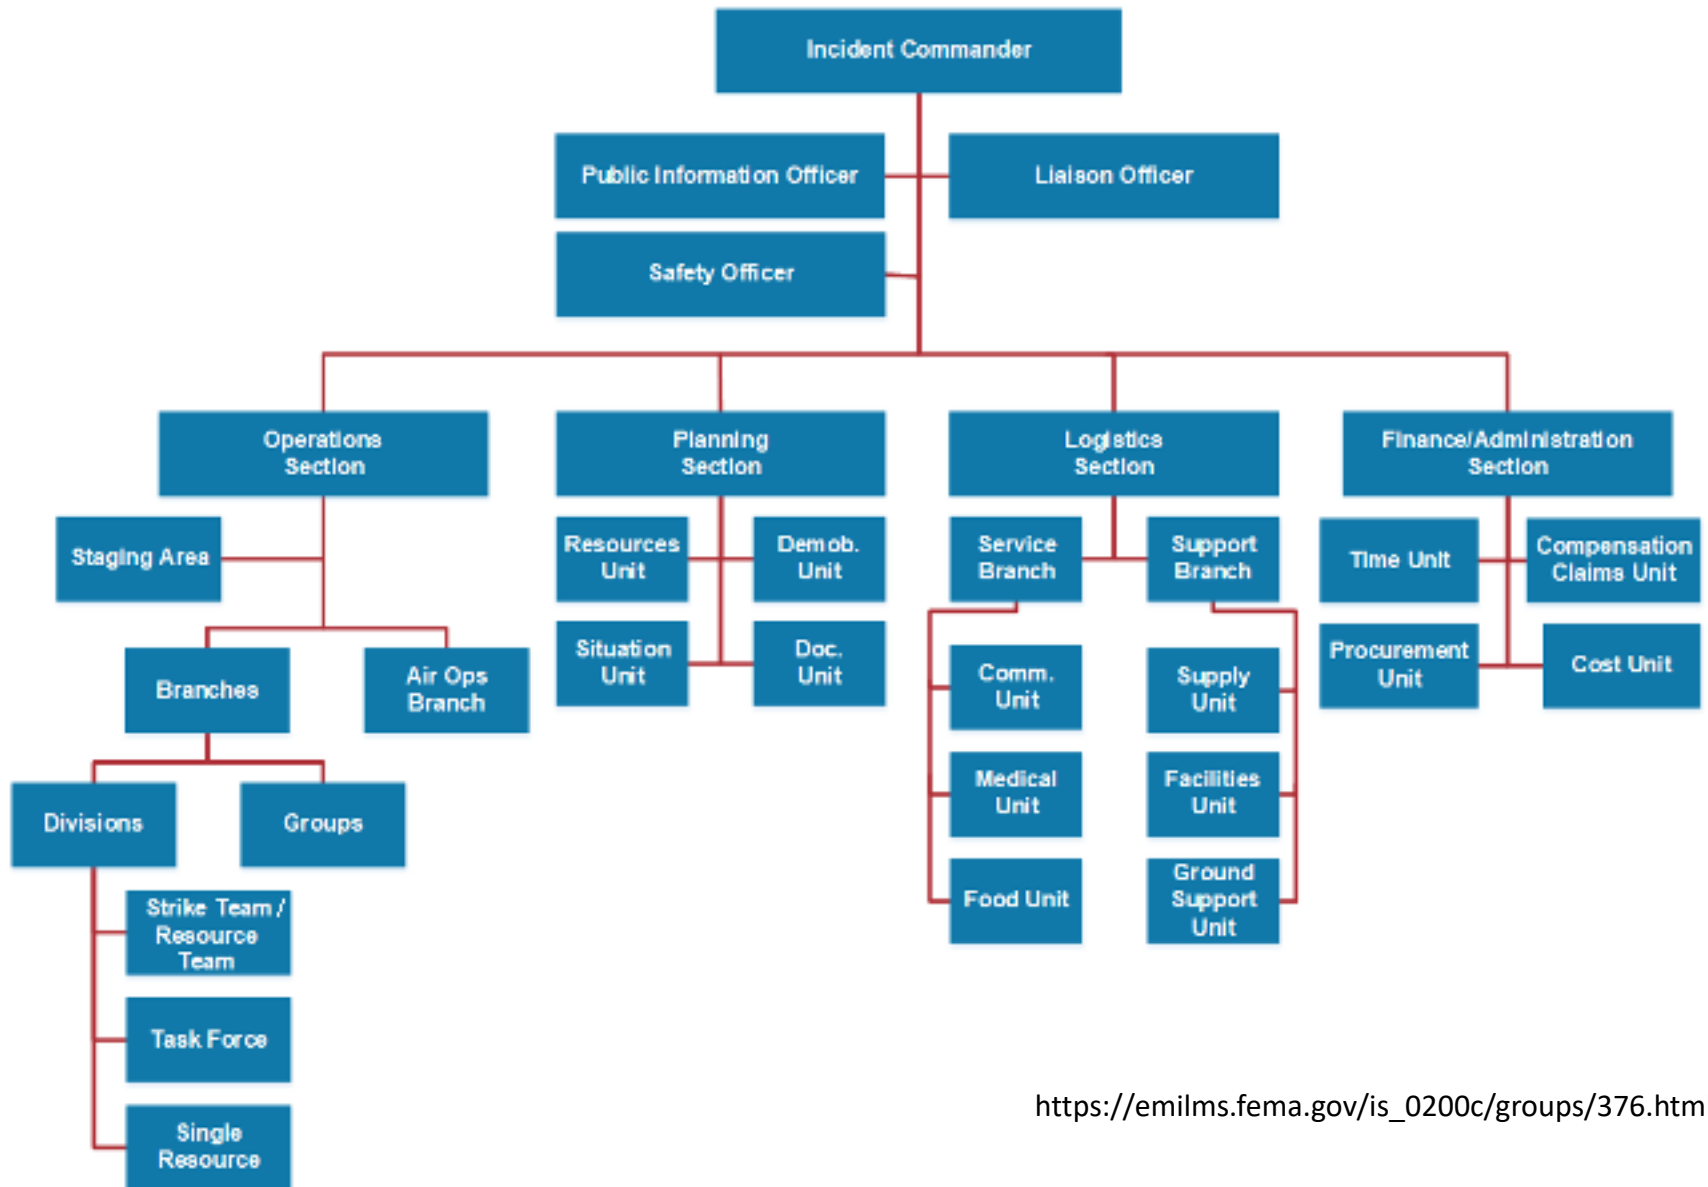 Incident Commander
Public Information Officer
Liaison Officer
Safety Officer
Operations
Section
Planning
Section
Logistics
Section
Finance/Administration
Section
Staging Area
Resources
Unit
Demob.
Unit
Service
Branch
Support
Branch
Time Unit
Compensation
Claims Unit
Situation
Unit
Doc.
Unit
Procurement
Unit
Cost Unit
Branches
Air Ops
Branch
Comm.
Unit
Supply
Unit
Medical
Unit
Facilities
Unit
Divisions
Groups
Food Unit
Ground
Support
Unit
Strike Team /
Resource
Team
Task Force
Single
Resource
https://emilms.fema.gov/is_0200c/groups/376.htm